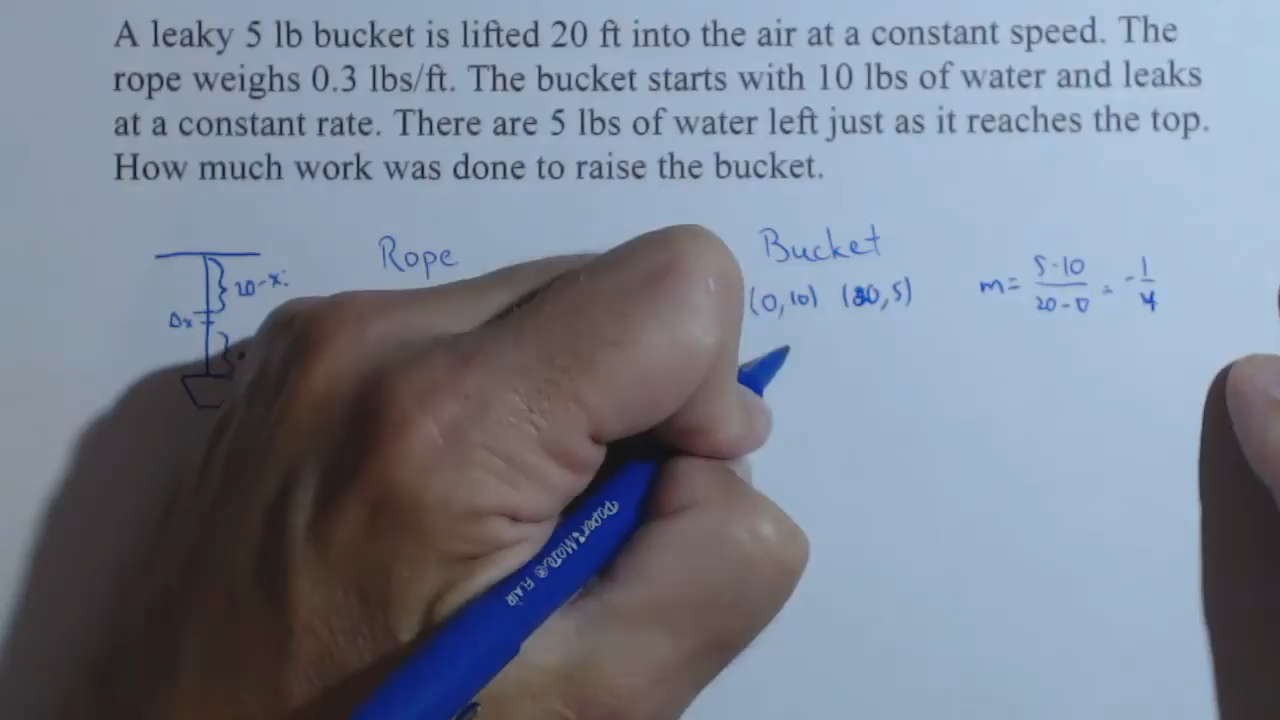 A leaky 5 lb bucket is lifted 20 ft into the air at a constant speed. The
rope weighs 0.3 lbs/ft. The bucket starts with 10 lbs of water and leaks
at a constant rate. There are 5 lbs of water left just as it reaches the top.
How much work was done to raise the bucket.
Rope
Bucket
20-x
Δx
(0,10) (20,5)
m= 5-10 / 20-0 = -1/4
Paper Mate FLAIR